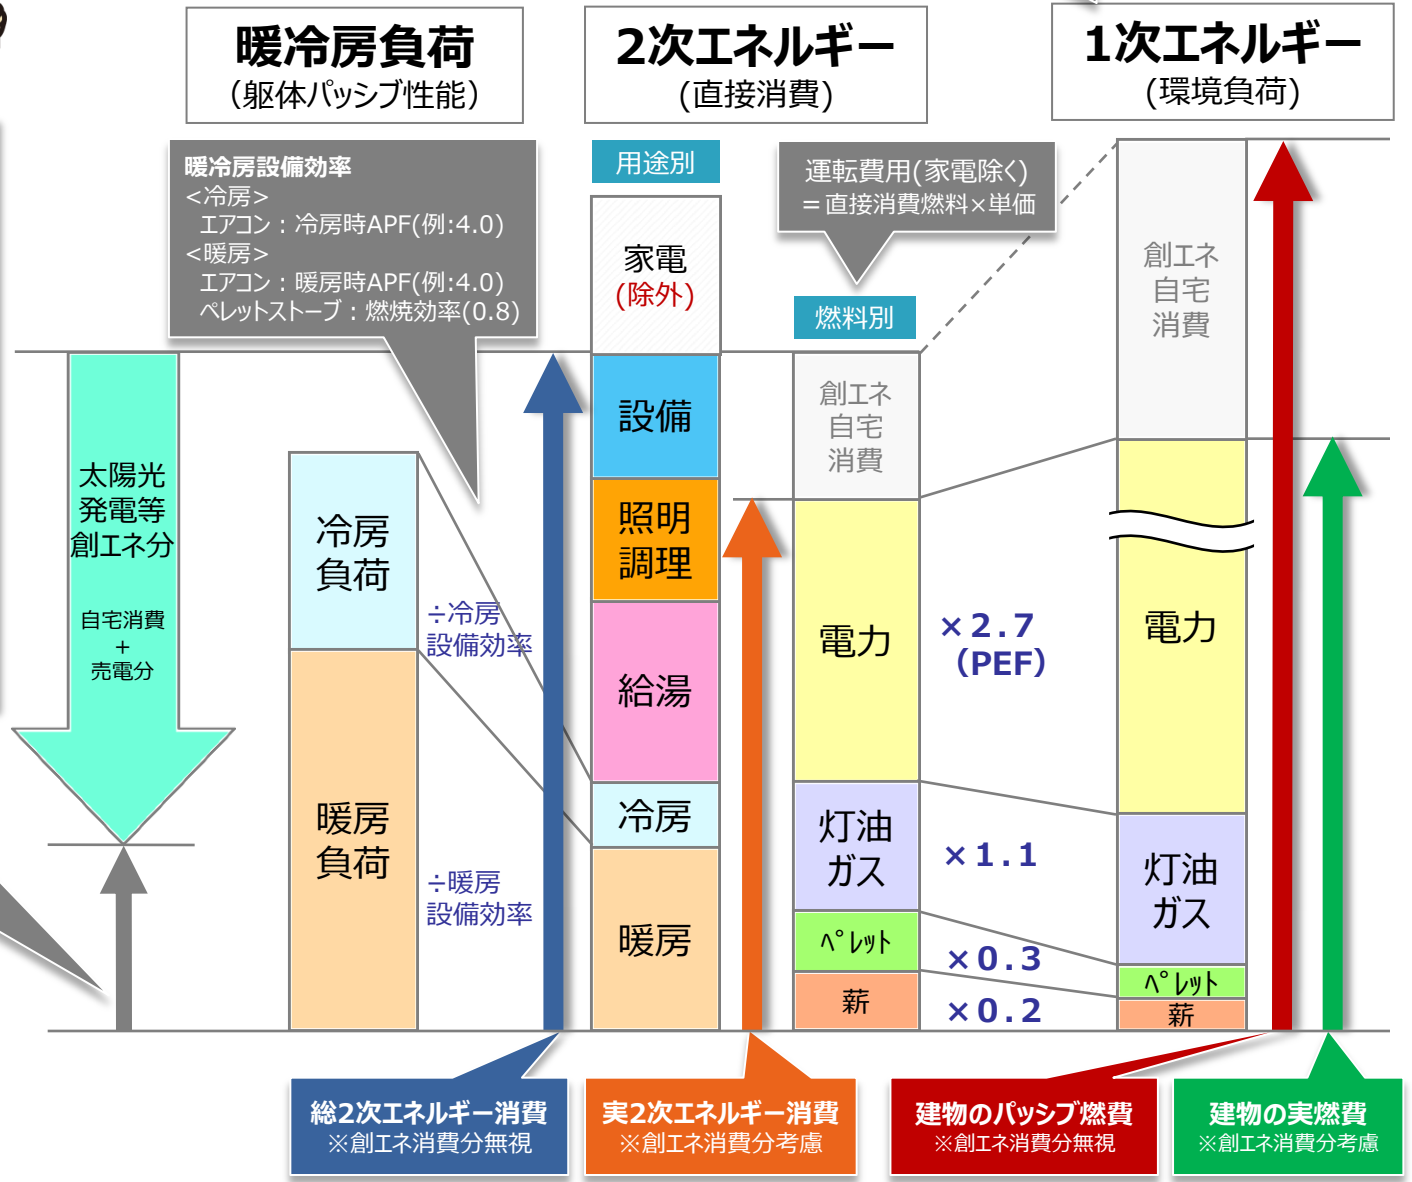 暖冷房負荷
（躯体パッシブ性能）
2次エネルギー
(直接消費)
1次エネルギー
(環境負荷)
暖冷房設備効率
<冷房>
エアコン：冷房時APF(例:4.0)
<暖房>
エアコン：暖房時APF(例:4.0)
ペレットストーブ：燃焼効率(0.8)
用途別
運転費用(家電除く)
＝直接消費燃料×単価
燃料別
太陽光
発電等
創エネ分
自宅消費
+
売電分
冷房
負荷
暖房
負荷
÷冷房
設備効率
÷暖房
設備効率
家電
(除外)
設備
照明
調理
給湯
冷房
暖房
創エネ
自宅
消費
電力
灯油
ガス
ペレット
薪
×2.7
（PEF）
×1.1
×0.3
×0.2
創エネ
自宅
消費
電力
灯油
ガス
ペレット
薪
総2次エネルギー消費
※創エネ消費分無視
実2次エネルギー消費
※創エネ消費分考慮
建物のパッシブ燃費
※創エネ消費分無視
建物の実燃費
※創エネ消費分考慮